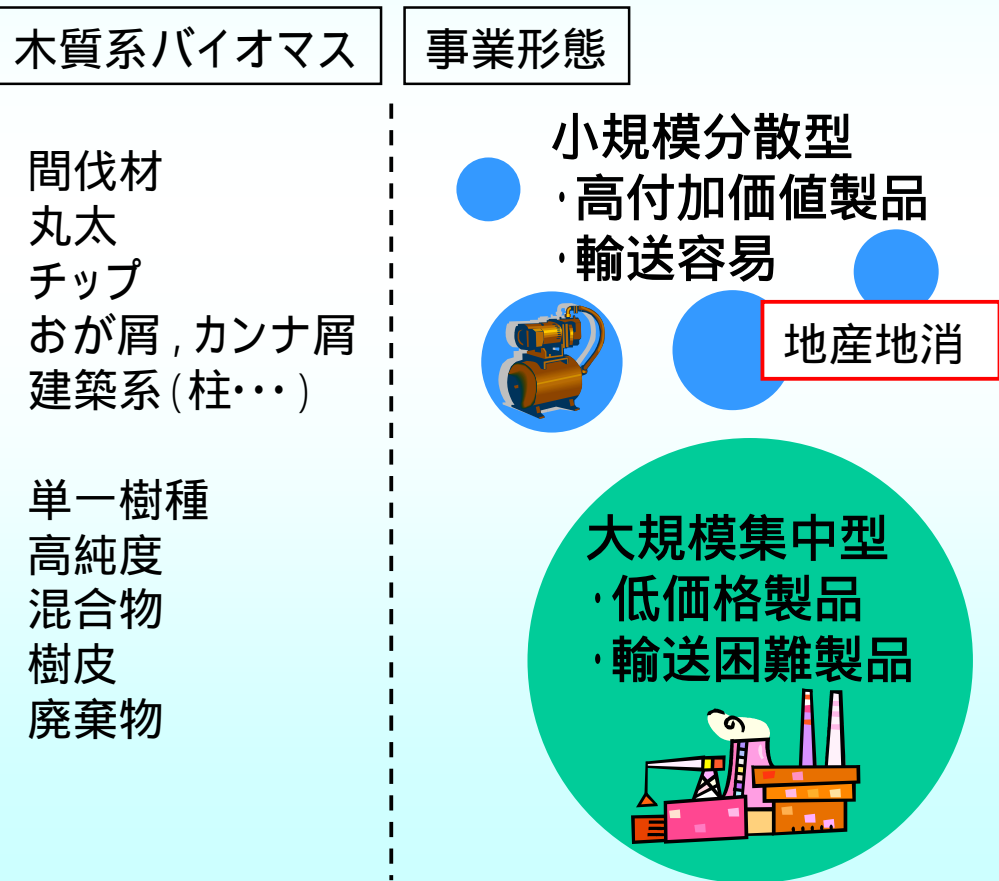 木質系バイオマス
事業形態
間伐材
丸太
チップ
おが屑,カンナ屑
建築系(柱･･･)
単一樹種
高純度
混合物
樹皮
廃棄物
小規模分散型
･高付加価値製品
･輸送容易
地産地消
大規模集中型
･低価格製品
･輸送困難製品